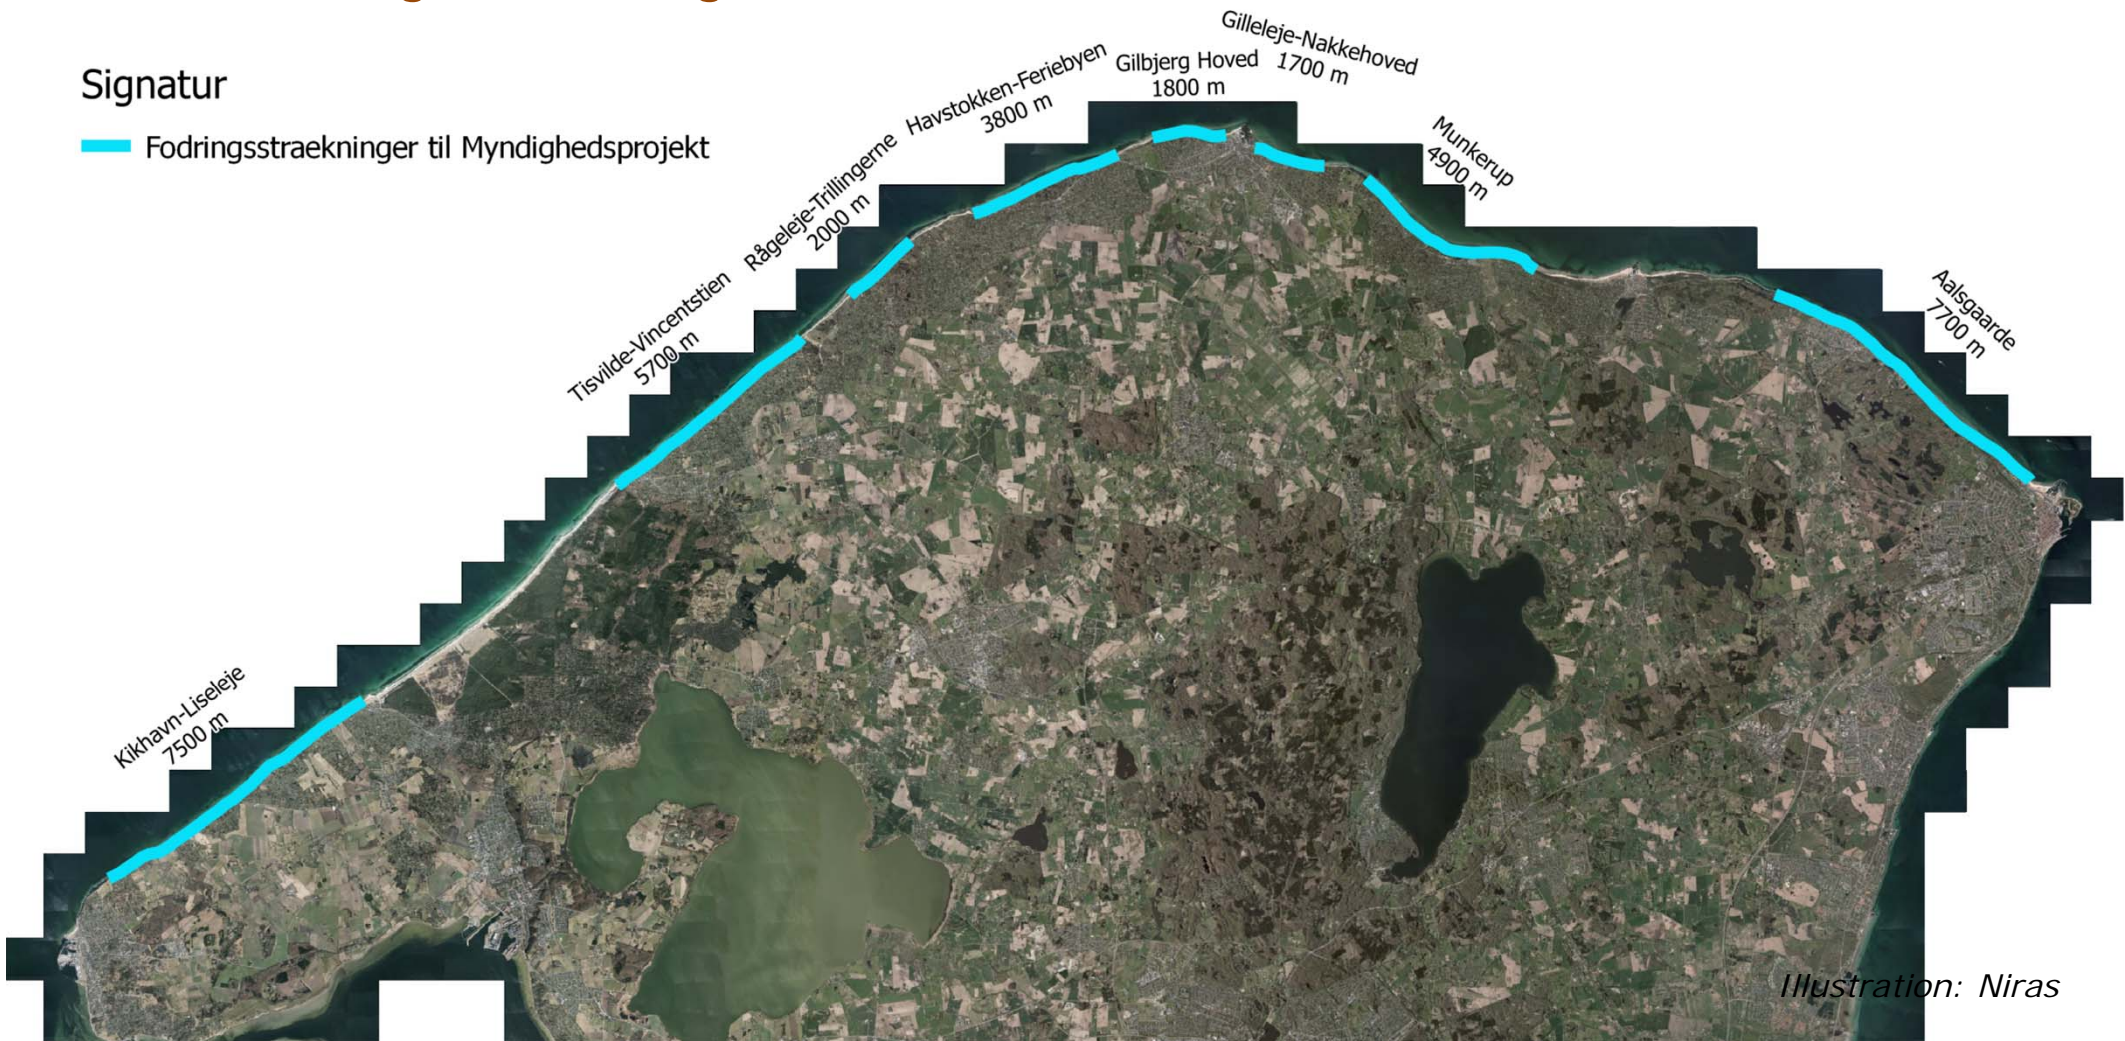 Signatur
Fodringsstraekninger til Myndighedsprojekt
Kikhavn-Liseleje
7500 m
Tisvilde-Vincentstien
5700 m
Rågeleje-Trillingerne
2000 m
Havstokken-Feriebyen
3800 m
Gilbjerg Hoved
1800 m
Gilleleje-Nakkehoved
1700 m
Munkerup
4900 m
Aalsgaarde
7700 m
Illustration: Niras